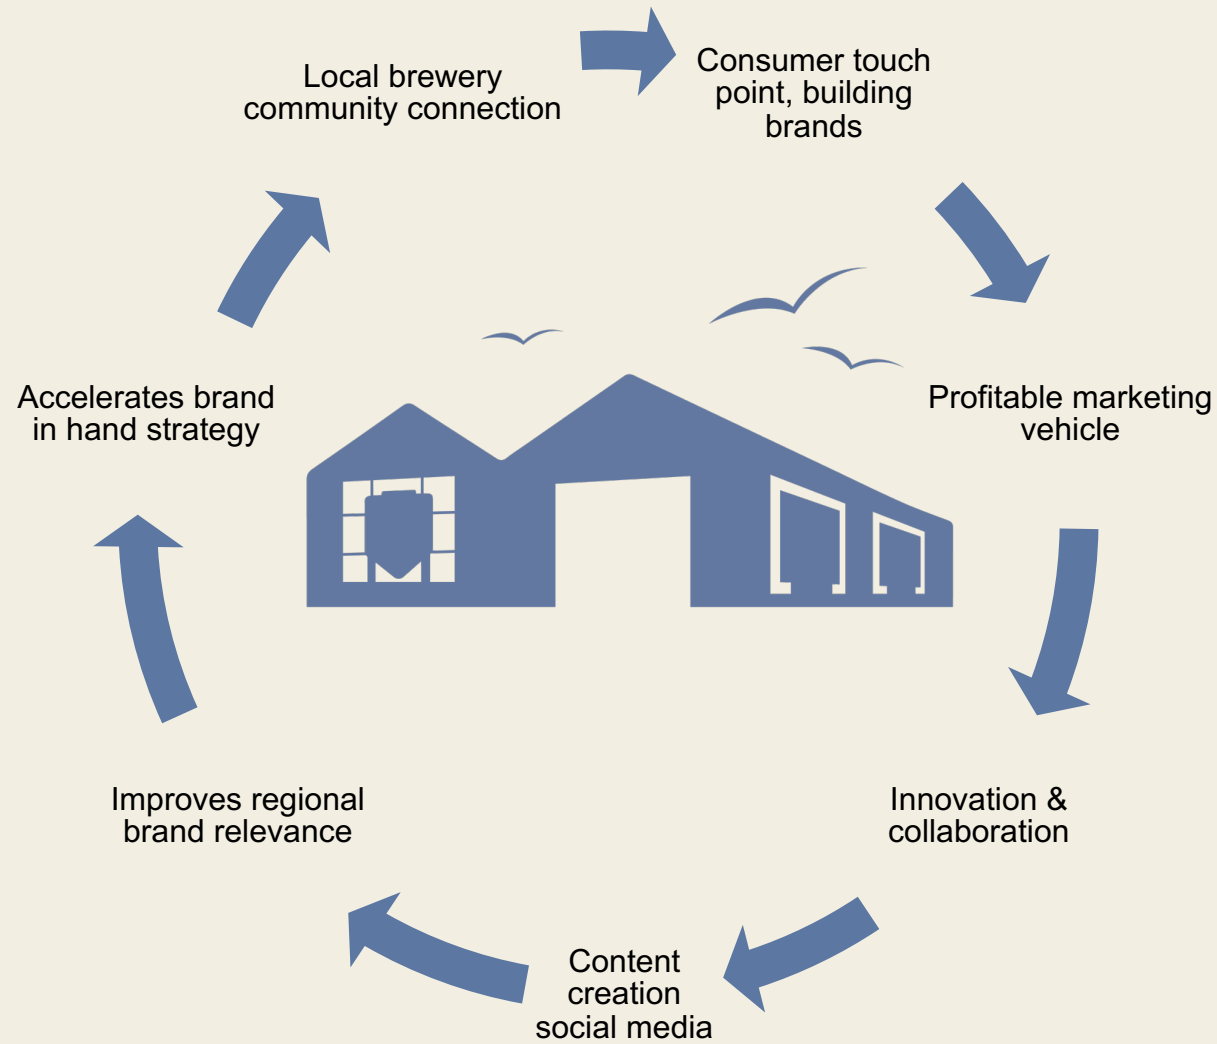 Local brewery
community connection
Consumer touch
point, building
brands
Profitable marketing
vehicle
Innovation &
collaboration
Content
creation
social media
Improves regional
brand relevance
Accelerates brand
in hand strategy